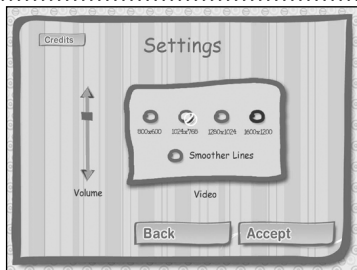 Credits
Settings
800x600 1024x768 1280x1024 1600x1200
Smoother Lines
Volume
Video
Back Accept